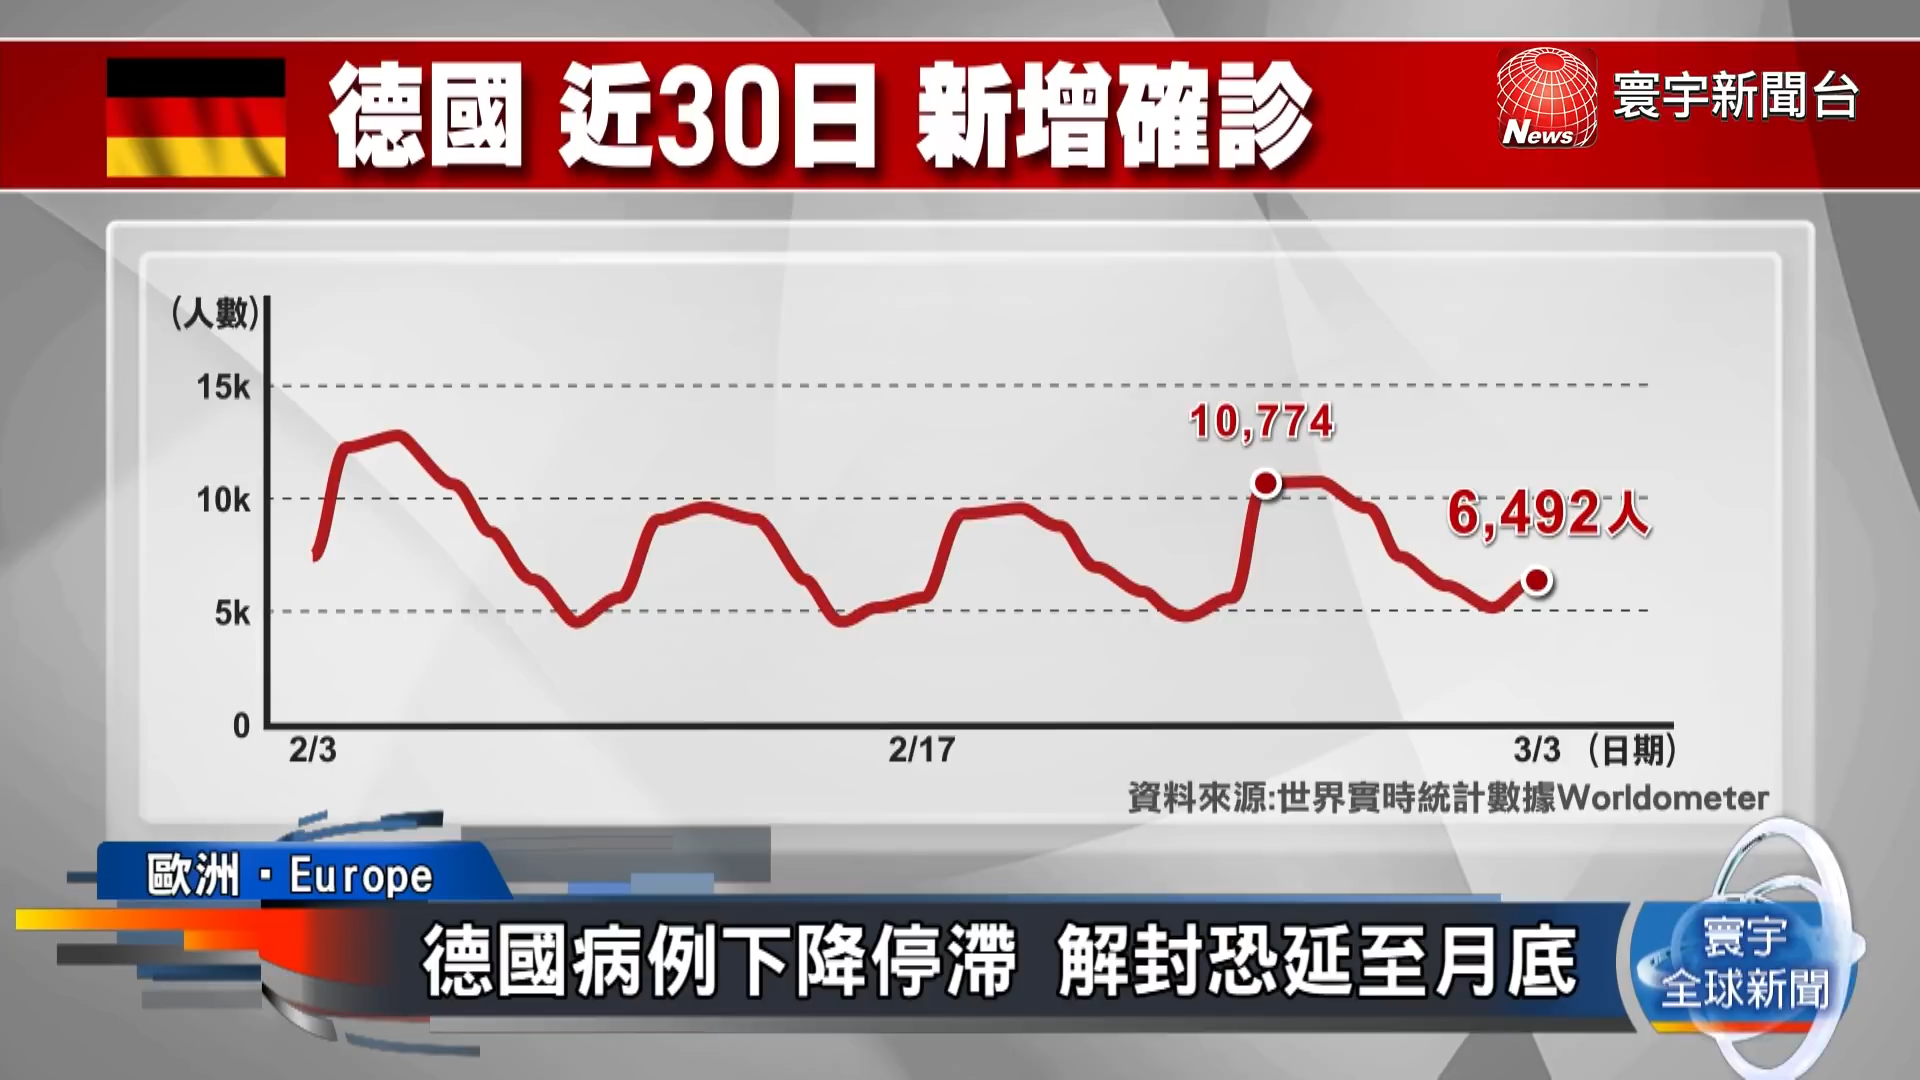 德國 近30日 新增確診
News 寰宇新聞台
(人數)
15k
10,774
10k
6,492人
5k
0
2/3 2/17 3/3 (日期)
資料來源:世界實時統計數據Worldometer
歐洲・Europe
德國病例下降停滯 解封恐延至月底
寰宇
全球新聞